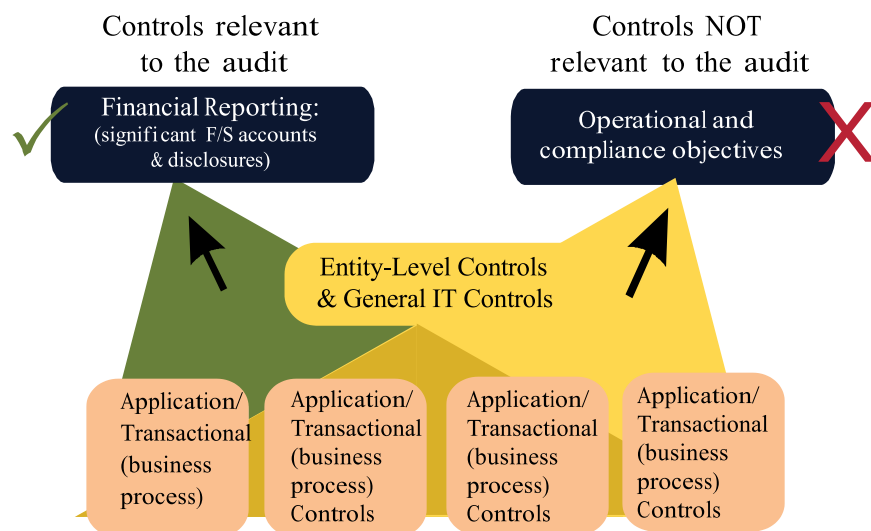 Controls relevant
to the audit
Controls NOT
relevant to the audit
Financial Reporting:
(significant F/S accounts
& disclosures)
Operational and
compliance objectives
Entity-Level Controls
& General IT Controls
Application/
Transactional
(business
process)
Application/
Transactional
(business
process)
Controls
Application/
Transactional
(business
process)
Controls
Application/
Transactional
(business
process)
Controls